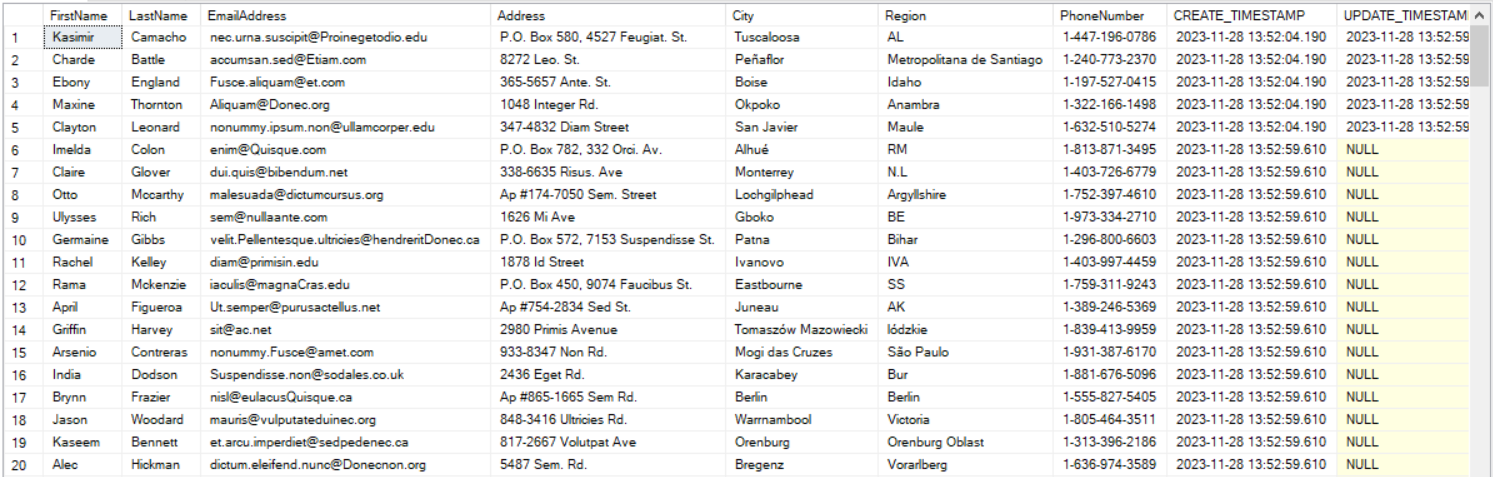 FirstName LastName EmailAddress Address City Region PhoneNumber CREATE_TIMESTAMP UPDATE_TIMESTAM
1 Kasimir Camacho nec.urna.suscipit@Proinegetodio.edu P.O. Box 580, 4527 Feugiat. St. Tuscaloosa AL 1-447-196-0786 2023-11-28 13:52:04.190 2023-11-28 13:52:59
2 Charde Battle accumsan.sed@Etiam.com 8272 Leo. St. Peñaflor Metropolitana de Santiago 1-240-773-2370 2023-11-28 13:52:04.190 2023-11-28 13:52:59
3 Ebony England Fusce.aliquam@et.com 365-5657 Ante. St. Boise Idaho 1-197-527-0415 2023-11-28 13:52:04.190 2023-11-28 13:52:59
4 Maxine Thornton Aliquam@Donec.org 1048 Integer Rd. Okpoko Anambra 1-322-166-1498 2023-11-28 13:52:04.190 2023-11-28 13:52:59
5 Clayton Leonard nonummy.ipsum.non@ullamcorper.edu 347-4832 Diam Street San Javier Maule 1-632-510-5274 2023-11-28 13:52:04.190 2023-11-28 13:52:59
6 Imelda Colon enim@Quisque.com P.O. Box 782, 332 Orci. Av. Alhué RM 1-813-871-3495 2023-11-28 13:52:59.610 NULL
7 Claire Glover dui.quis@bibendum.net 338-6635 Risus. Ave Monterrey N.L 1-403-726-6779 2023-11-28 13:52:59.610 NULL
8 Otto Mccarthy malesuada@dictumcursus.org Ap #174-7050 Sem. Street Lochgilphead Argyllshire 1-752-397-4610 2023-11-28 13:52:59.610 NULL
9 Ulysses Rich sem@nullaante.com 1626 Mi Ave Gboko BE 1-973-334-2710 2023-11-28 13:52:59.610 NULL
10 Germaine Gibbs velit.Pellentesque.ultricies@hendreritDonec.ca P.O. Box 572, 7153 Suspendisse St. Patna Bihar 1-296-800-6603 2023-11-28 13:52:59.610 NULL
11 Rachel Kelley diam@primisin.edu 1878 Id Street Ivanovo IVA 1-403-997-4459 2023-11-28 13:52:59.610 NULL
12 Rama Mckenzie iaculis@magnaCras.edu P.O. Box 450, 9074 Faucibus St. Eastbourne SS 1-759-311-9243 2023-11-28 13:52:59.610 NULL
13 April Figueroa Ut.semper@purusactellus.net Ap #754-2834 Sed St. Juneau AK 1-389-246-5369 2023-11-28 13:52:59.610 NULL
14 Griffin Harvey sit@ac.net 2980 Primis Avenue Tomaszów Mazowiecki lódzkie 1-839-413-9959 2023-11-28 13:52:59.610 NULL
15 Arsenio Contreras nonummy.Fusce@amet.com 933-8347 Non Rd. Mogi das Cruzes São Paulo 1-931-387-6170 2023-11-28 13:52:59.610 NULL
16 India Dodson Suspendisse.non@sodales.co.uk 2436 Eget Rd. Karacabey Bur 1-881-676-5096 2023-11-28 13:52:59.610 NULL
17 Brynn Frazier nisl@eulacusQuisque.ca Ap #865-1665 Sem Rd. Berlin Berlin 1-555-827-5405 2023-11-28 13:52:59.610 NULL
18 Jason Woodard mauris@vulputateduinec.org 848-3416 Ultricies Rd. Warrnambool Victoria 1-805-464-3511 2023-11-28 13:52:59.610 NULL
19 Kaseem Bennett et.arcu.imperdiet@sedpedenec.ca 817-2667 Volutpat Ave Orenburg Orenburg Oblast 1-313-396-2186 2023-11-28 13:52:59.610 NULL
20 Alec Hickman dictum.eleifend.nunc@Donecnon.org 5487 Sem. Rd. Bregenz Vorarlberg 1-636-974-3589 2023-11-28 13:52:59.610 NULL